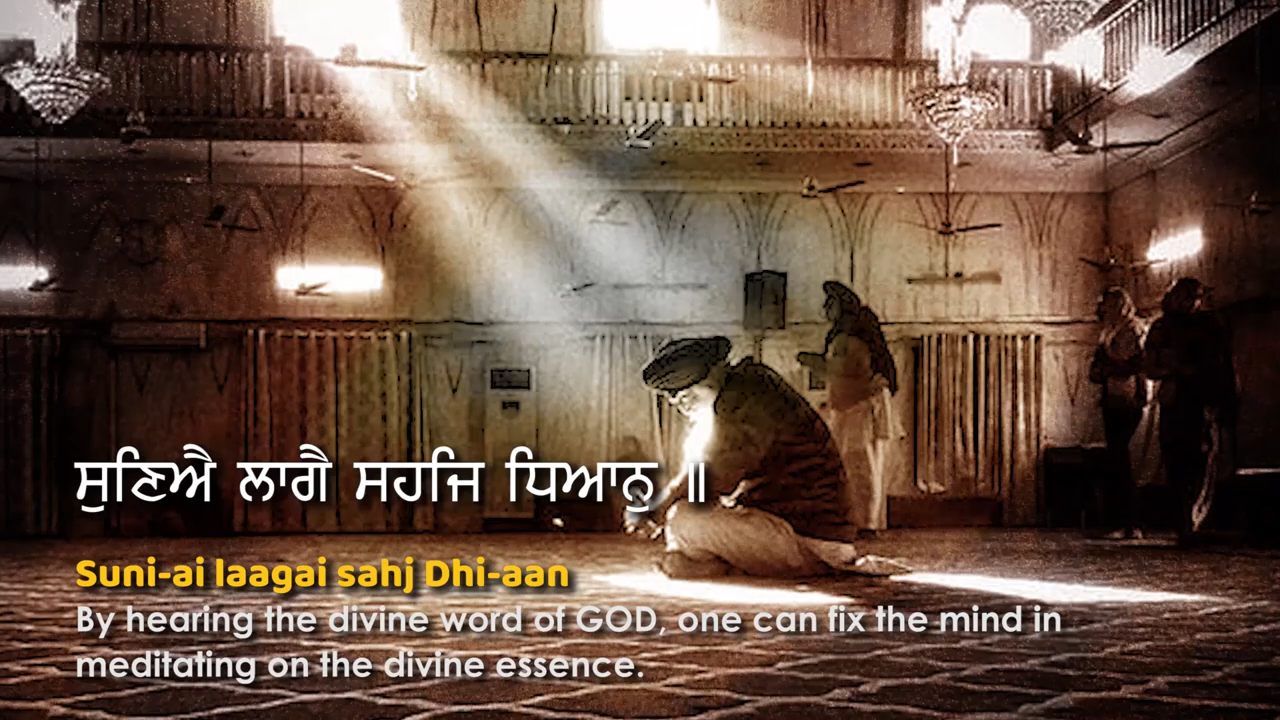 ਸੁਣਿਐ ਲਾਗੈ ਸਹਜਿ ਧਿਆਨੁ ॥
Suni-ai laagai sahj Dhi-aan
By hearing the divine word of GOD, one can fix the mind in
meditating on the divine essence.